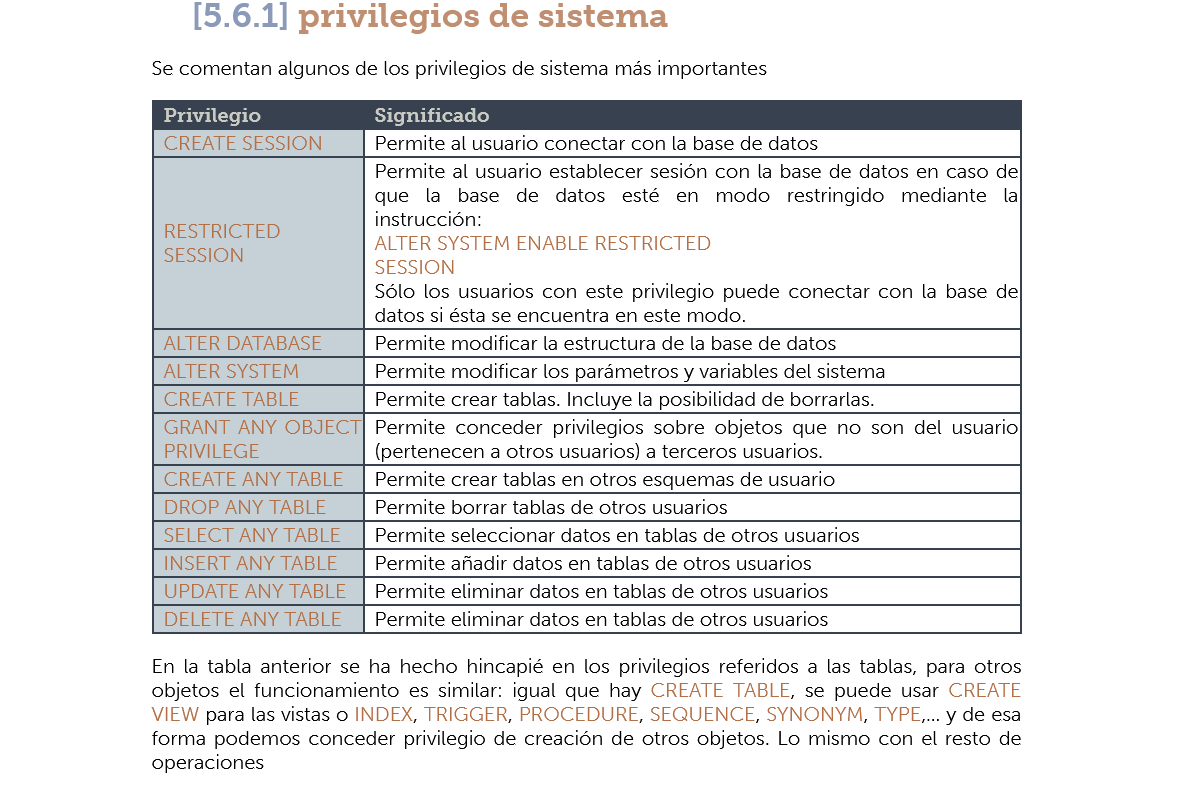 [5.6.1] privilegios de sistema
Se comentan algunos de los privilegios de sistema más importantes
Privilegio Significado
CREATE SESSION Permite al usuario conectar con la base de datos
RESTRICTED
SESSION
Permite al usuario establecer sesión con la base de datos en caso de
que la base de datos esté en modo restringido mediante la
instrucción:
ALTER SYSTEM ENABLE RESTRICTED
SESSION
Sólo los usuarios con este privilegio puede conectar con la base de
datos si ésta se encuentra en este modo.
ALTER DATABASE Permite modificar la estructura de la base de datos
ALTER SYSTEM Permite modificar los parámetros y variables del sistema
CREATE TABLE Permite crear tablas. Incluye la posibilidad de borrarlas.
GRANT ANY OBJECT
PRIVILEGE
Permite conceder privilegios sobre objetos que no son del usuario
(pertenecen a otros usuarios) a terceros usuarios.
CREATE ANY TABLE Permite crear tablas en otros esquemas de usuario
DROP ANY TABLE Permite borrar tablas de otros usuarios
SELECT ANY TABLE Permite seleccionar datos en tablas de otros usuarios
INSERT ANY TABLE Permite añadir datos en tablas de otros usuarios
UPDATE ANY TABLE Permite eliminar datos en tablas de otros usuarios
DELETE ANY TABLE Permite eliminar datos en tablas de otros usuarios
En la tabla anterior se ha hecho hincapié en los privilegios referidos a las tablas, para otros
objetos el funcionamiento es similar: igual que hay CREATE TABLE, se puede usar CREATE
VIEW para las vistas o INDEX, TRIGGER, PROCEDURE, SEQUENCE, SYNONYM, TYPE,... y de esa
forma podemos conceder privilegio de creación de otros objetos. Lo mismo con el resto de
operaciones